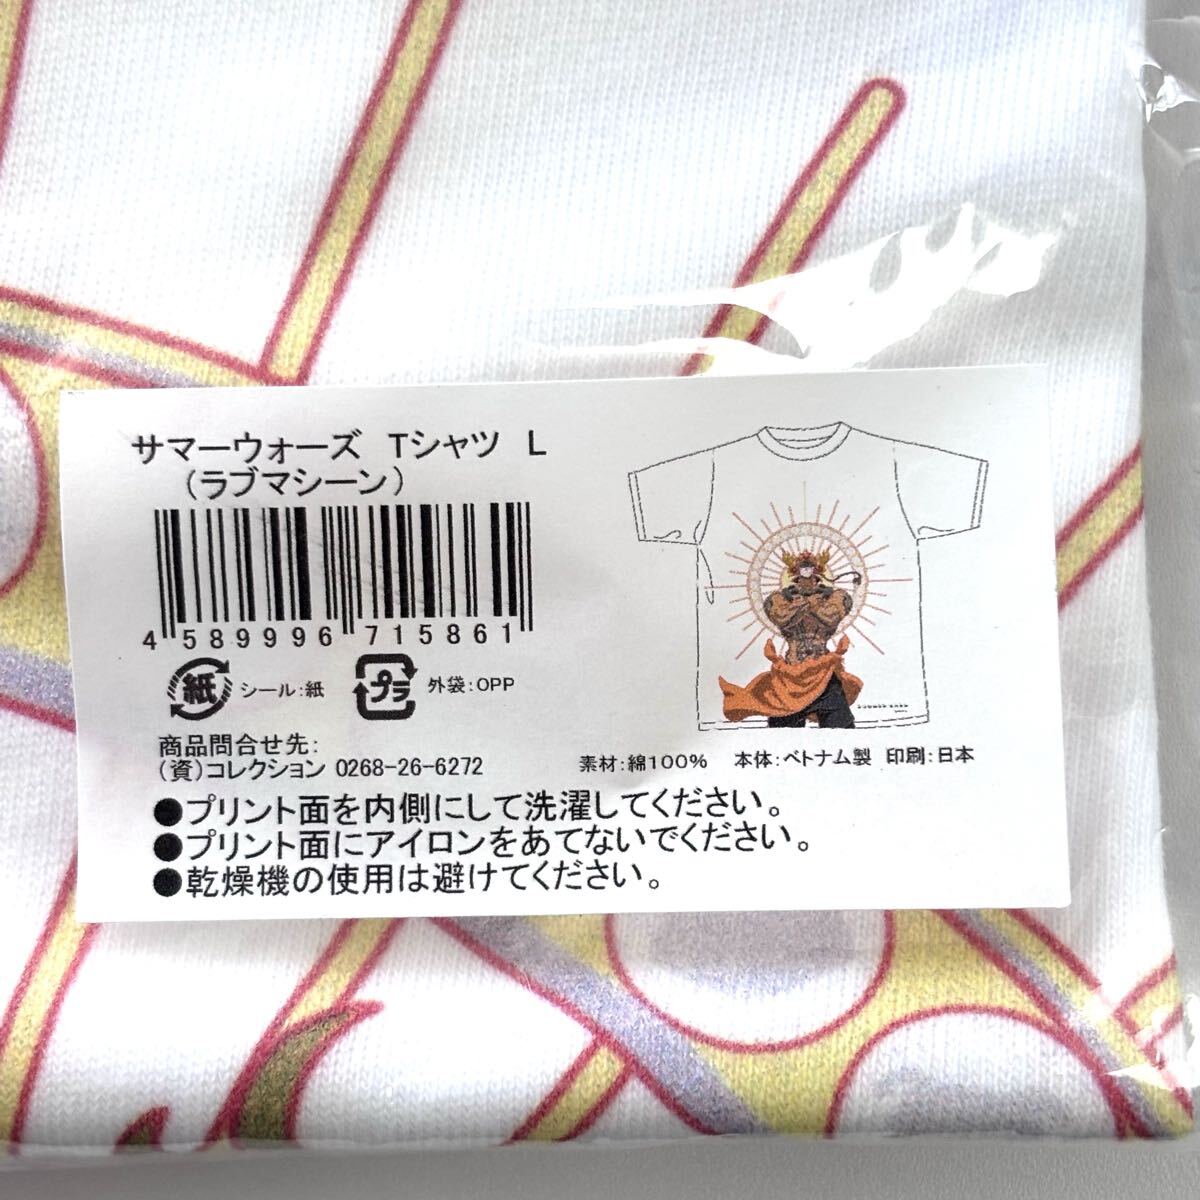 サマーウォーズ Tシャツ L
(ラブマシーン)
4 589996 715861
紙 シール:紙 プラ 外袋:OPP
商品問合せ先:
(資)コレクション 0268-26-6272
素材:綿100% 本体:ベトナム製 印刷:日本
●プリント面を内側にして洗濯してください。
●プリント面にアイロンをあてないでください。
●乾燥機の使用は避けてください。